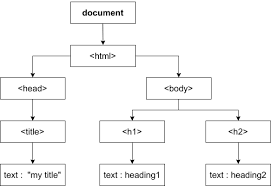 document
<html>
<head>
<body>
<title>
<h1>
<h2>
text : "my title"
text : heading1
text : heading2